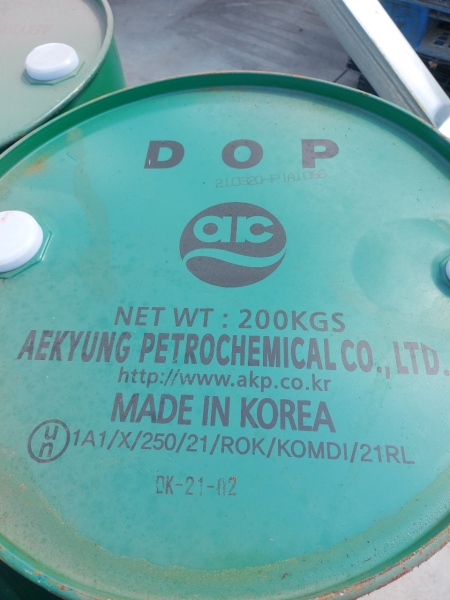 DOP
aic
NET WT : 200KGS
AEKYUNG PETROCHEMICAL CO., LTD.
http://www.akp.co.kr
MADE IN KOREA
un 1A1/X/250/21/ROK/KOMDI/21RL
DK-21-02